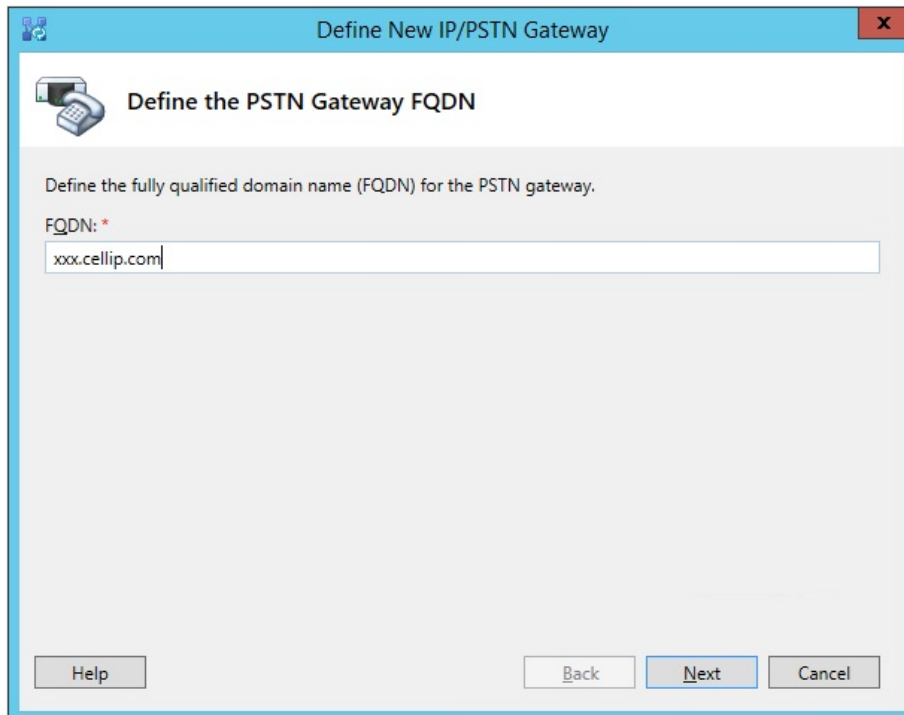 Define New IP/PSTN Gateway
x
Define the PSTN Gateway FQDN
Define the fully qualified domain name (FQDN) for the PSTN gateway.
FQDN: *
xxx.cellip.com
Help
Back
Next
Cancel